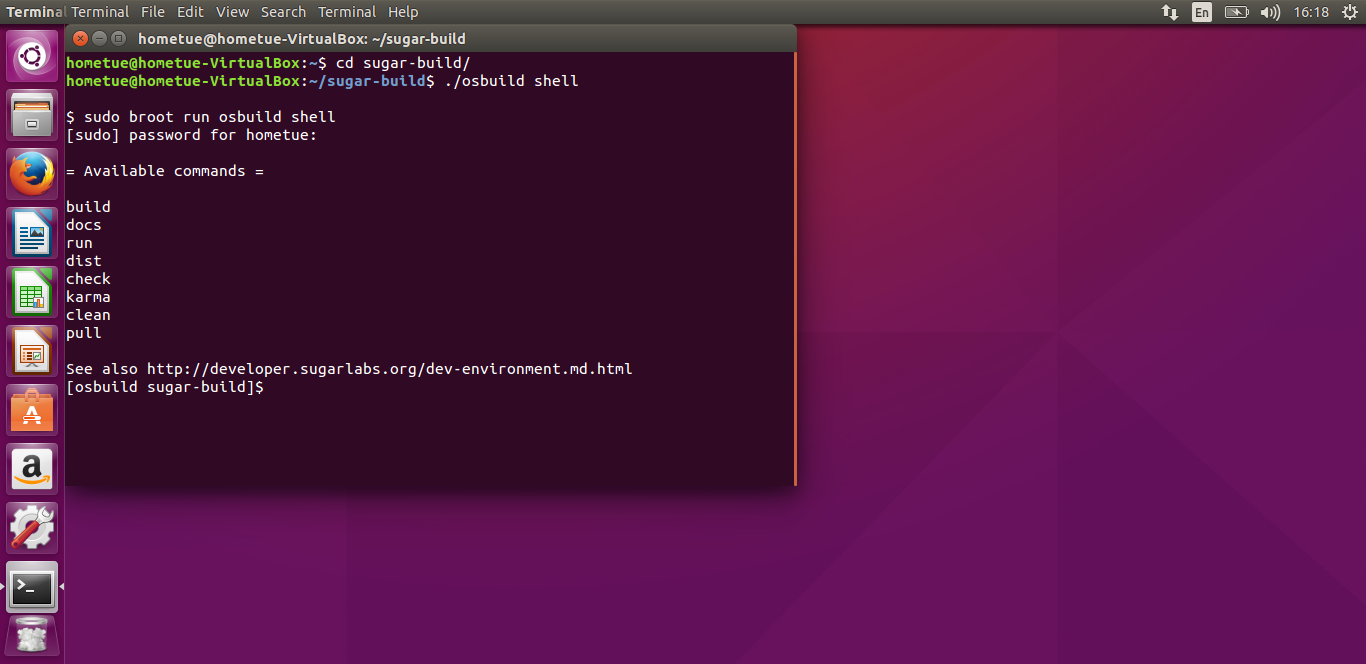 Terminal Terminal File Edit View Search Terminal Help En 16:18
hometue@hometue-VirtualBox: ~/sugar-build
hometue@hometue-VirtualBox:~$ cd sugar-build/
hometue@hometue-VirtualBox:~/sugar-build$ ./osbuild shell
$ sudo broot run osbuild shell
[sudo] password for hometue:
= Available commands =
build
docs
run
dist
check
karma
clean
pull
See also http://developer.sugarlabs.org/dev-environment.md.html
[osbuild sugar-build]$